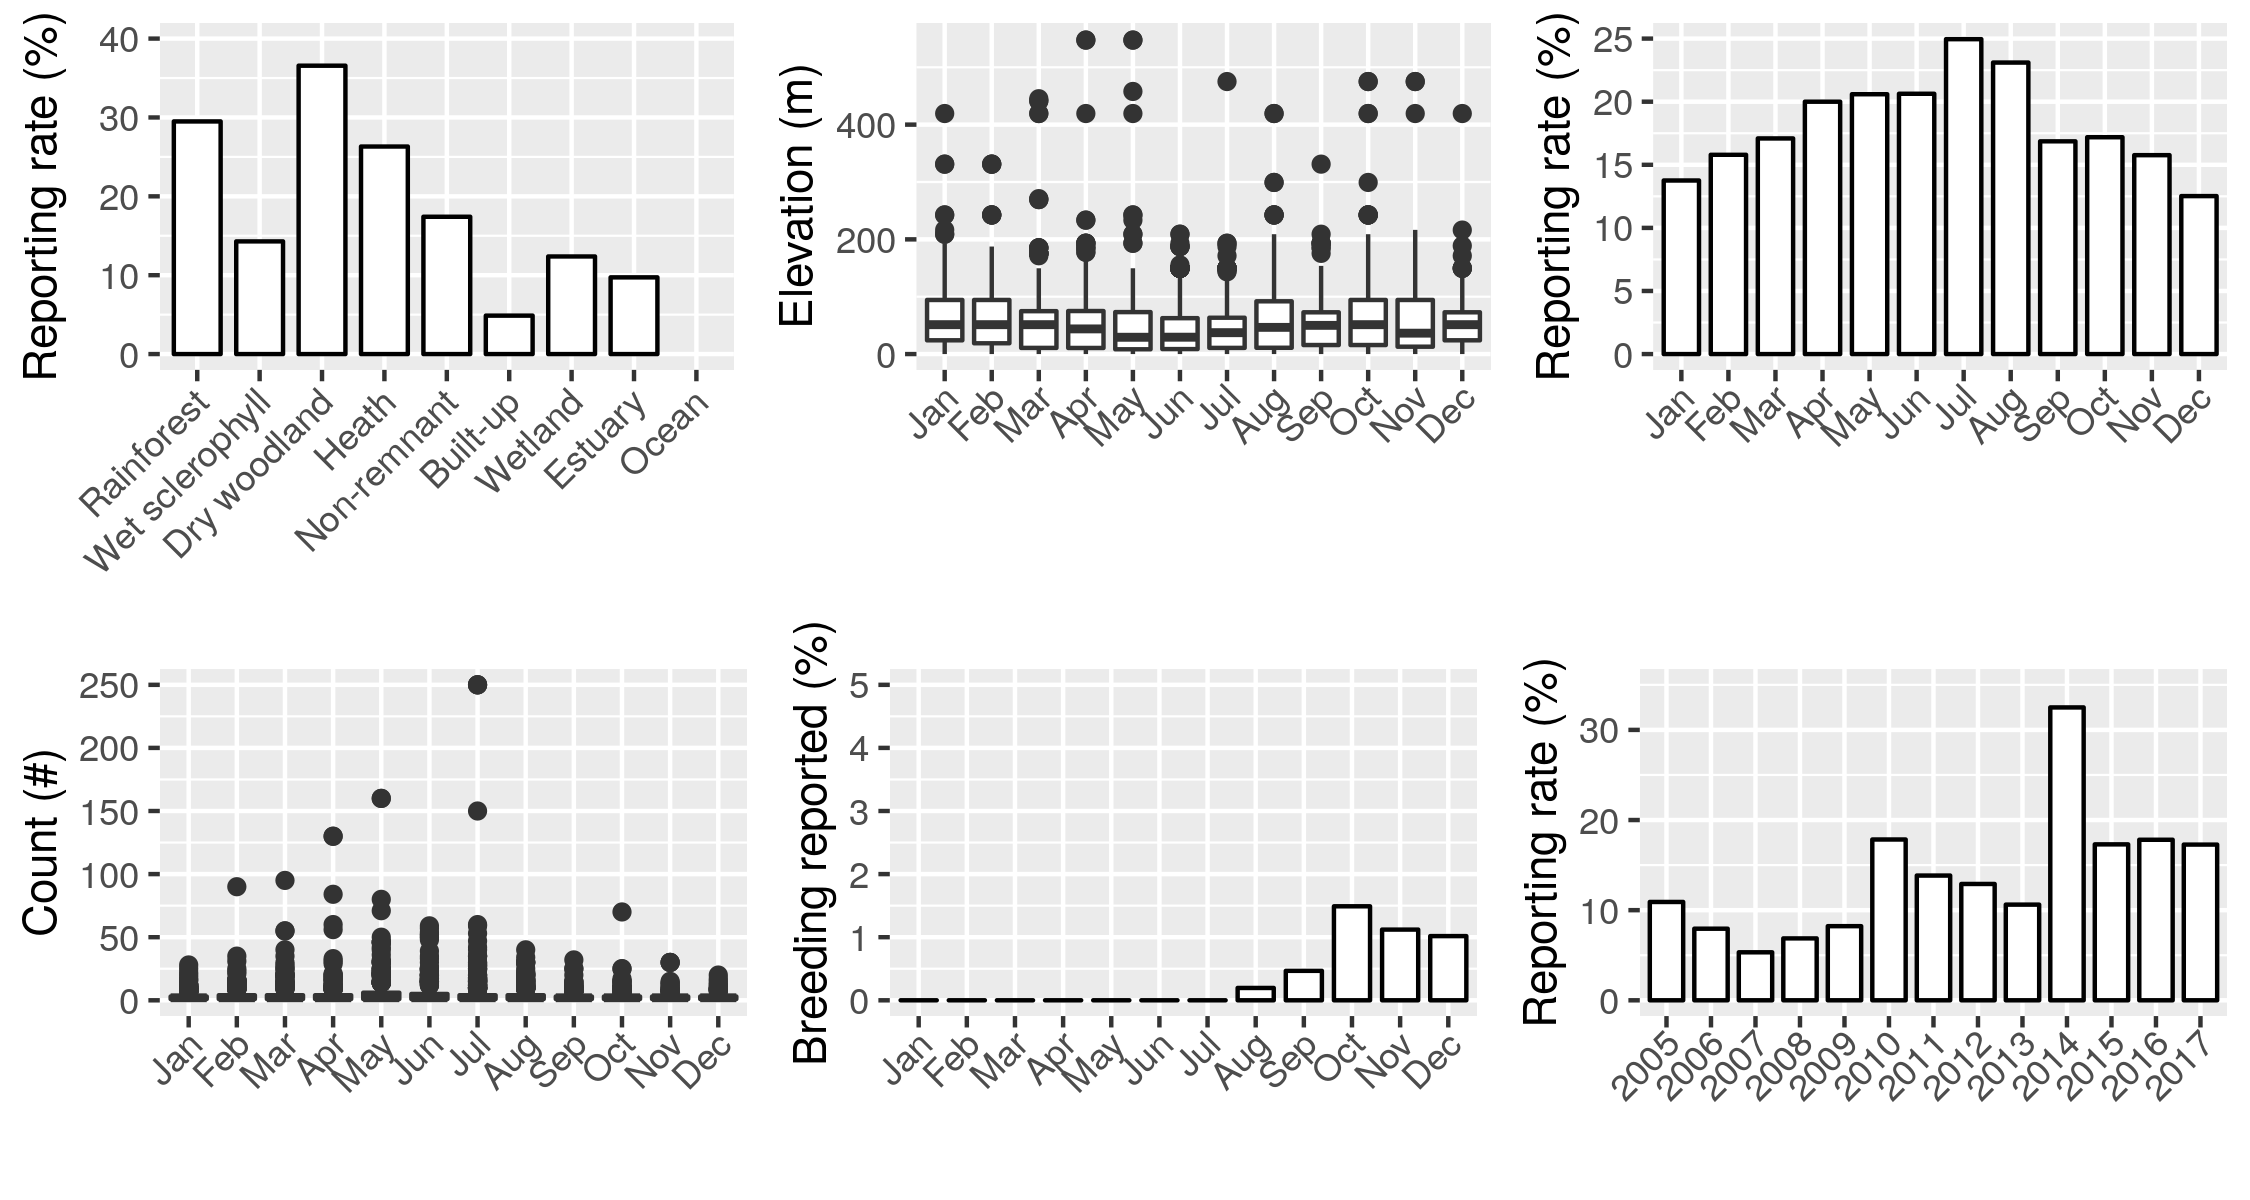 Reporting rate (%)
40
30
20
10
0
Rainforest
Wet sclerophyll
Dry woodland
Heath
Non-remnant
Built-up
Wetland
Estuary
Ocean
Elevation (m)
400
200
0
Jan
Feb
Mar
Apr
May
Jun
Jul
Aug
Sep
Oct
Nov
Dec
Reporting rate (%)
25
20
15
10
5
0
Jan
Feb
Mar
Apr
May
Jun
Jul
Aug
Sep
Oct
Nov
Dec
Count (#)
250
200
150
100
50
0
Jan
Feb
Mar
Apr
May
Jun
Jul
Aug
Sep
Oct
Nov
Dec
Breeding reported (%)
5
4
3
2
1
0
Jan
Feb
Mar
Apr
May
Jun
Jul
Aug
Sep
Oct
Nov
Dec
Reporting rate (%)
30
20
10
0
2005
2006
2007
2008
2009
2010
2011
2012
2013
2014
2015
2016
2017